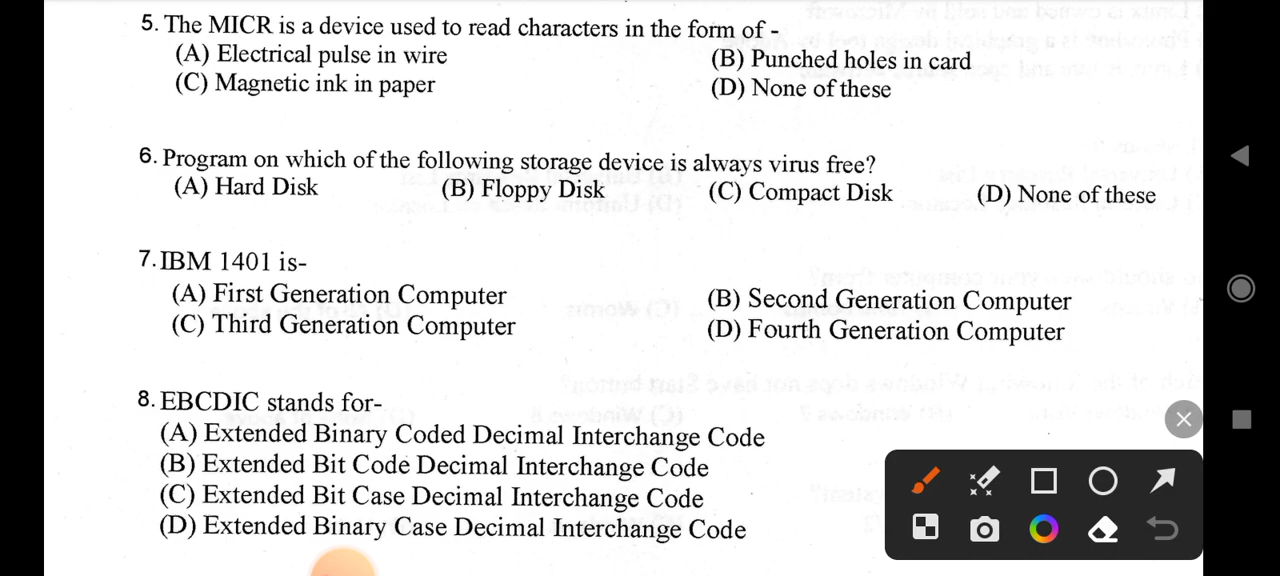 5. The MICR is a device used to read characters in the form of -
(A) Electrical pulse in wire (B) Punched holes in card
(C) Magnetic ink in paper (D) None of these
6. Program on which of the following storage device is always virus free?
(A) Hard Disk (B) Floppy Disk (C) Compact Disk (D) None of these
7. IBM 1401 is-
(A) First Generation Computer (B) Second Generation Computer
(C) Third Generation Computer (D) Fourth Generation Computer
8. EBCDIC stands for-
(A) Extended Binary Coded Decimal Interchange Code
(B) Extended Bit Code Decimal Interchange Code
(C) Extended Bit Case Decimal Interchange Code
(D) Extended Binary Case Decimal Interchange Code